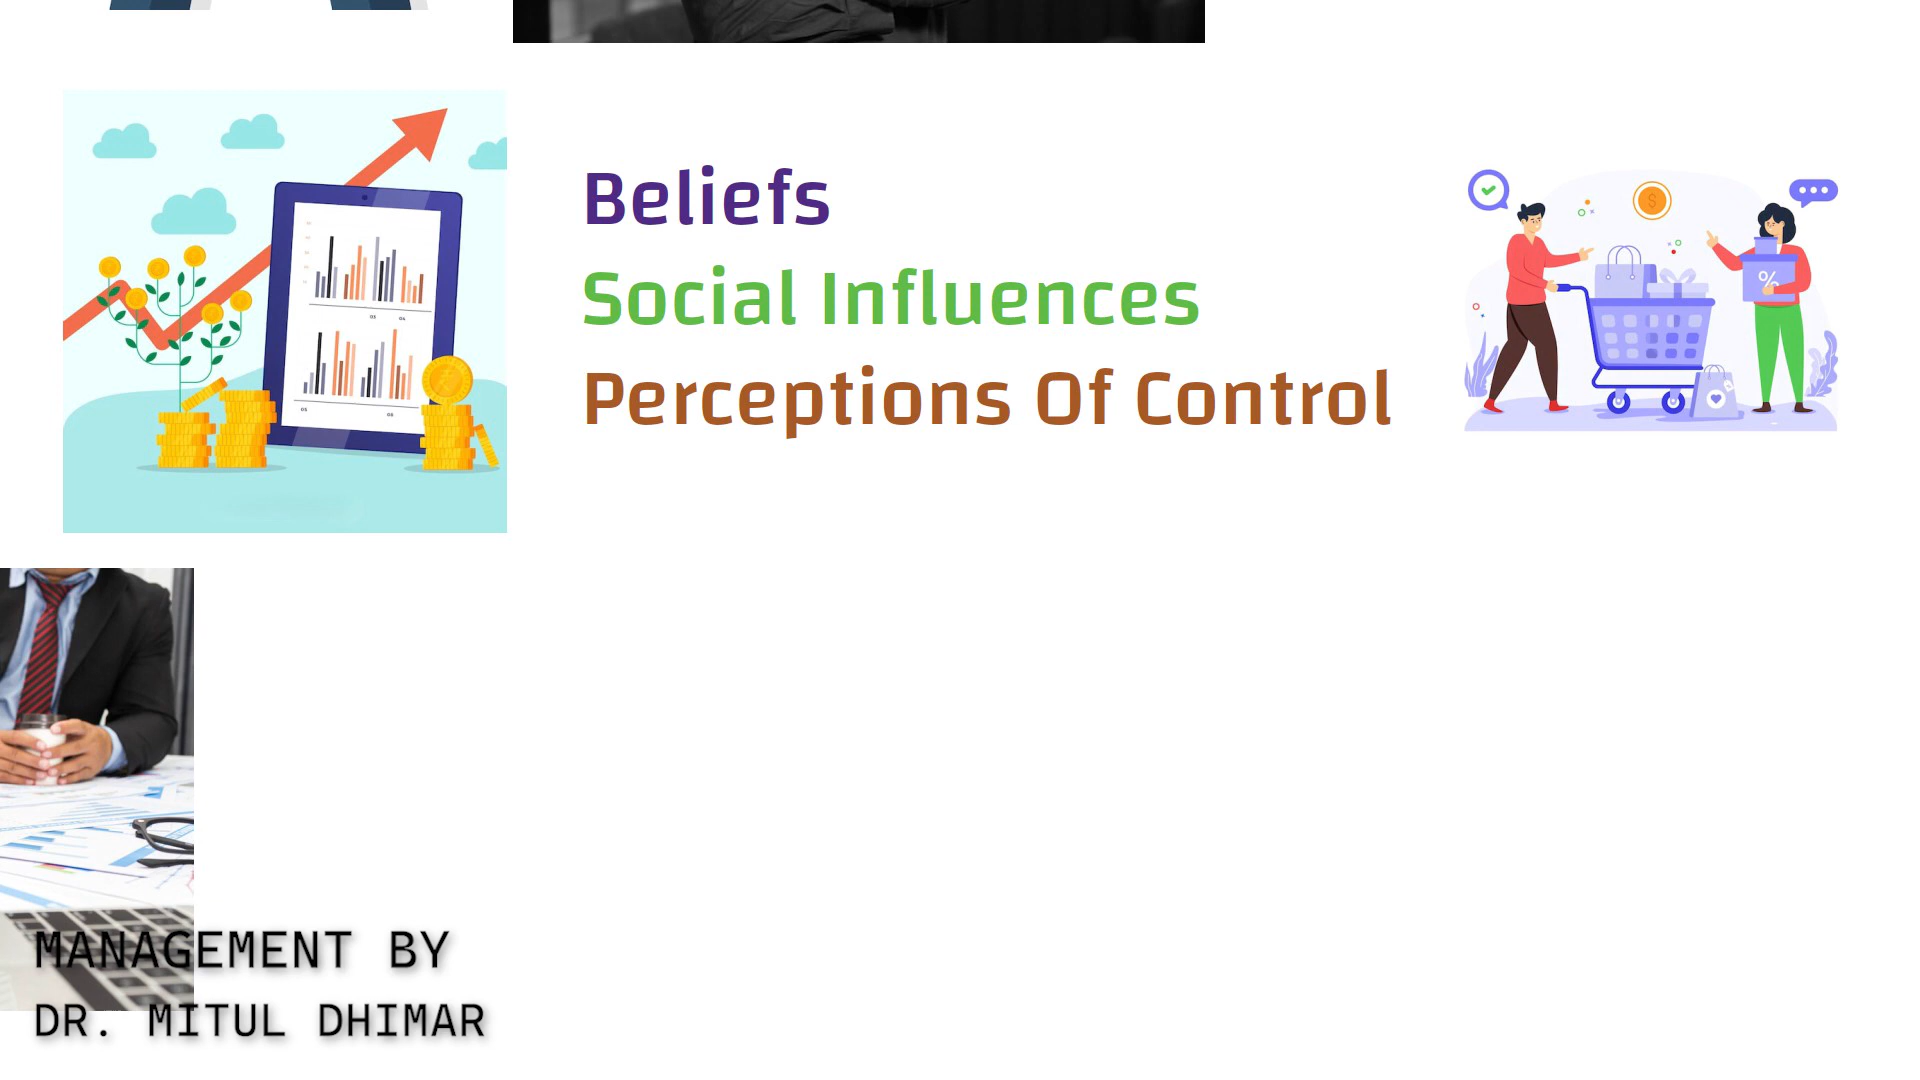 Beliefs
Social Influences
Perceptions Of Control
%
MANAGEMENT BY
DR. MITUL DHIMAR